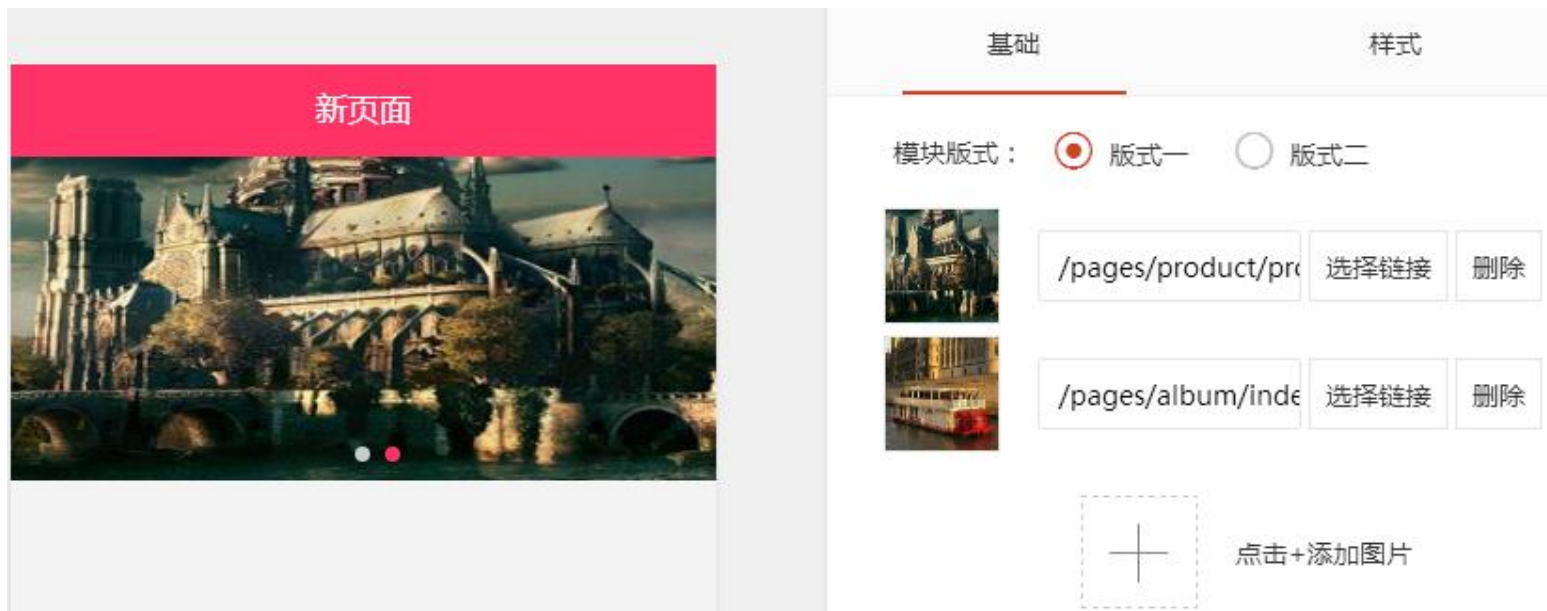 新页面
基础
样式
模块版式：
版式一
版式二
/pages/product/pro
选择链接
删除
/pages/album/inde
选择链接
删除
点击+添加图片